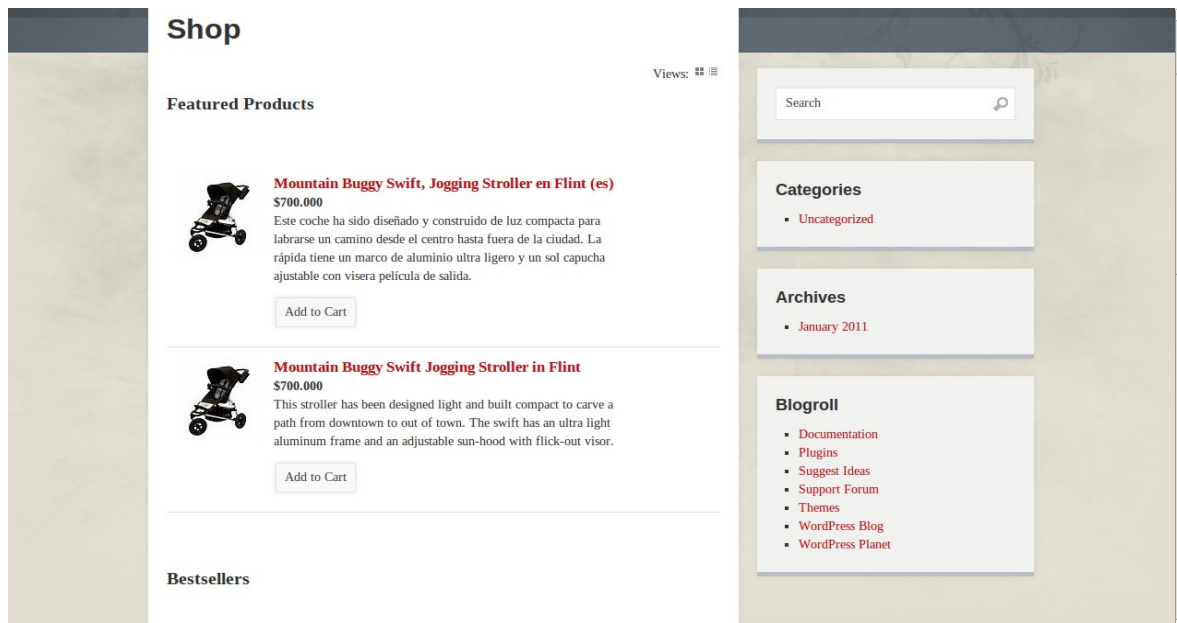 Shop
Views:
Featured Products
Mountain Buggy Swift, Jogging Stroller en Flint (es)
$700.000
Este coche ha sido diseñado y construido de luz compacta para
labrarse un camino desde el centro hasta fuera de la ciudad. La
rápida tiene un marco de aluminio ultra ligero y un sol capucha
ajustable con visera película de salida.
Add to Cart
Mountain Buggy Swift Jogging Stroller in Flint
$700.000
This stroller has been designed light and built compact to carve a
path from downtown to out of town. The swift has an ultra light
aluminum frame and an adjustable sun-hood with flick-out visor.
Add to Cart
Bestsellers
Search
Categories
Uncategorized
Archives
January 2011
Blogroll
Documentation
Plugins
Suggest Ideas
Support Forum
Themes
WordPress Blog
WordPress Planet